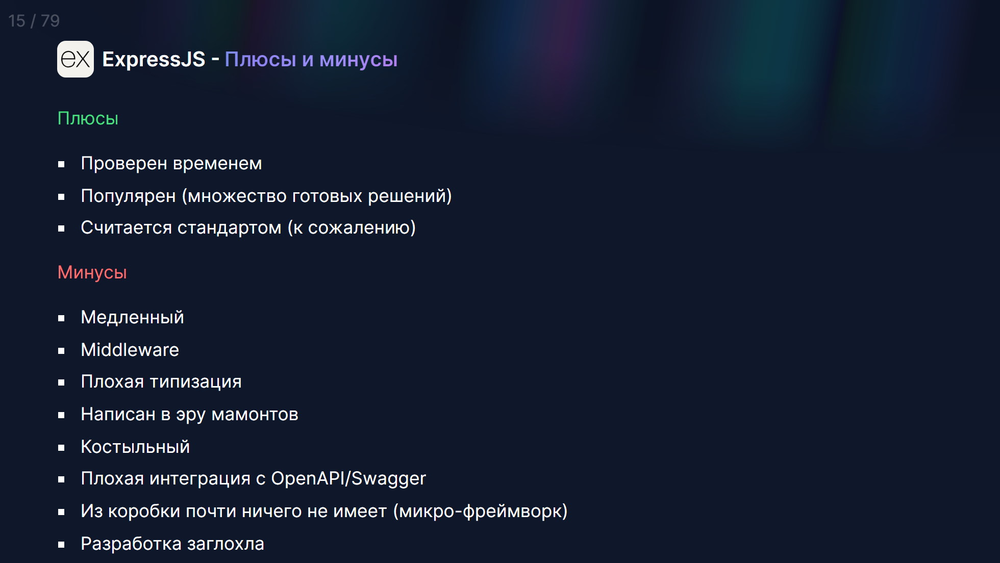 15 / 79
ex ExpressJS - Плюсы и минусы
Плюсы
Проверен временем
Популярен (множество готовых решений)
Считается стандартом (к сожалению)
Минусы
Медленный
Middleware
Плохая типизация
Написан в эру мамонтов
Костыльный
Плохая интеграция с OpenAPI/Swagger
Из коробки почти ничего не имеет (микро-фреймворк)
Разработка заглохла